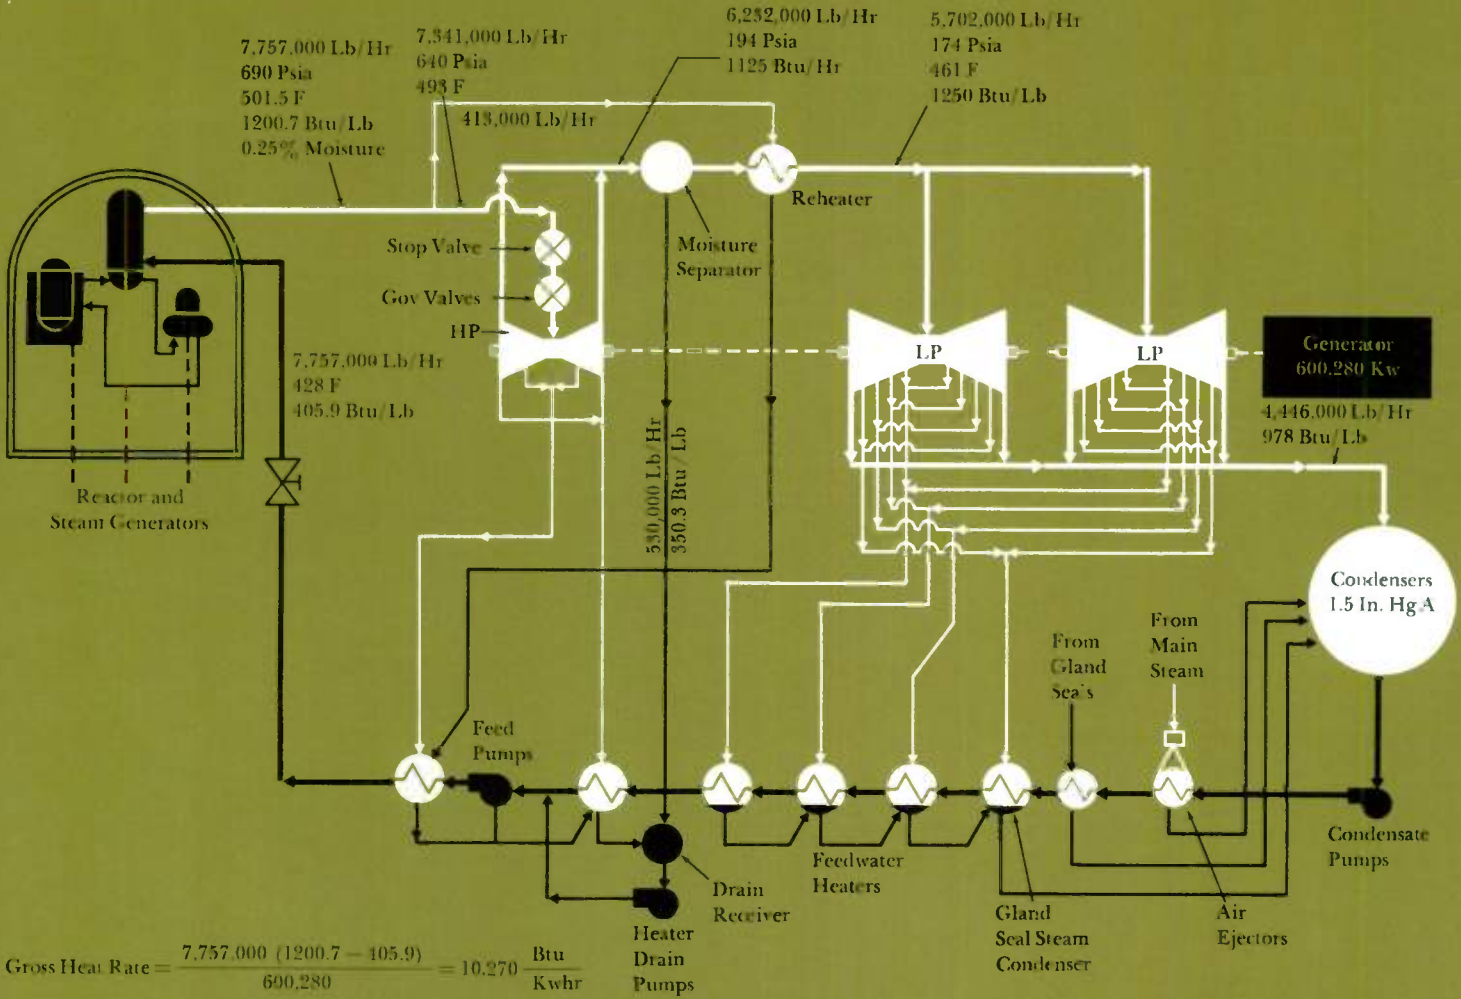 7,757,000 Lb/Hr
690 Psia
501.5 F
1200.7 Btu/Lb
0.25% Moisture
7,341,000 Lb/Hr
640 Psia
493 F
413,000 Lb/Hr
6,232,000 Lb/Hr
194 Psia
1125 Btu/Hr
5,702,000 Lb/Hr
174 Psia
461 F
1250 Btu/Lb
Stop Valve
Gov Valves
HP
Moisture
Separator
Reheater
LP
LP
Generator
600,280 Kw
4,446,000 Lb/Hr
978 Btu/Lb
7,757,000 Lb/Hr
428 F
405.9 Btu/Lb
Reactor and
Steam Generators
530,000 Lb/Hr
350.3 Btu/Lb
Condensers
1.5 In. Hg A
From
Gland
Seals
From
Main
Steam
Feed
Pumps
Feedwater
Heaters
Condensate
Pumps
Drain
Receiver
Heater
Drain
Pumps
Gland
Seal Steam
Condenser
Air
Ejectors
Gross Heat Rate = 7,757,000 (1200.7 – 405.9) / 600,280 = 10,270 Btu / Kwhr